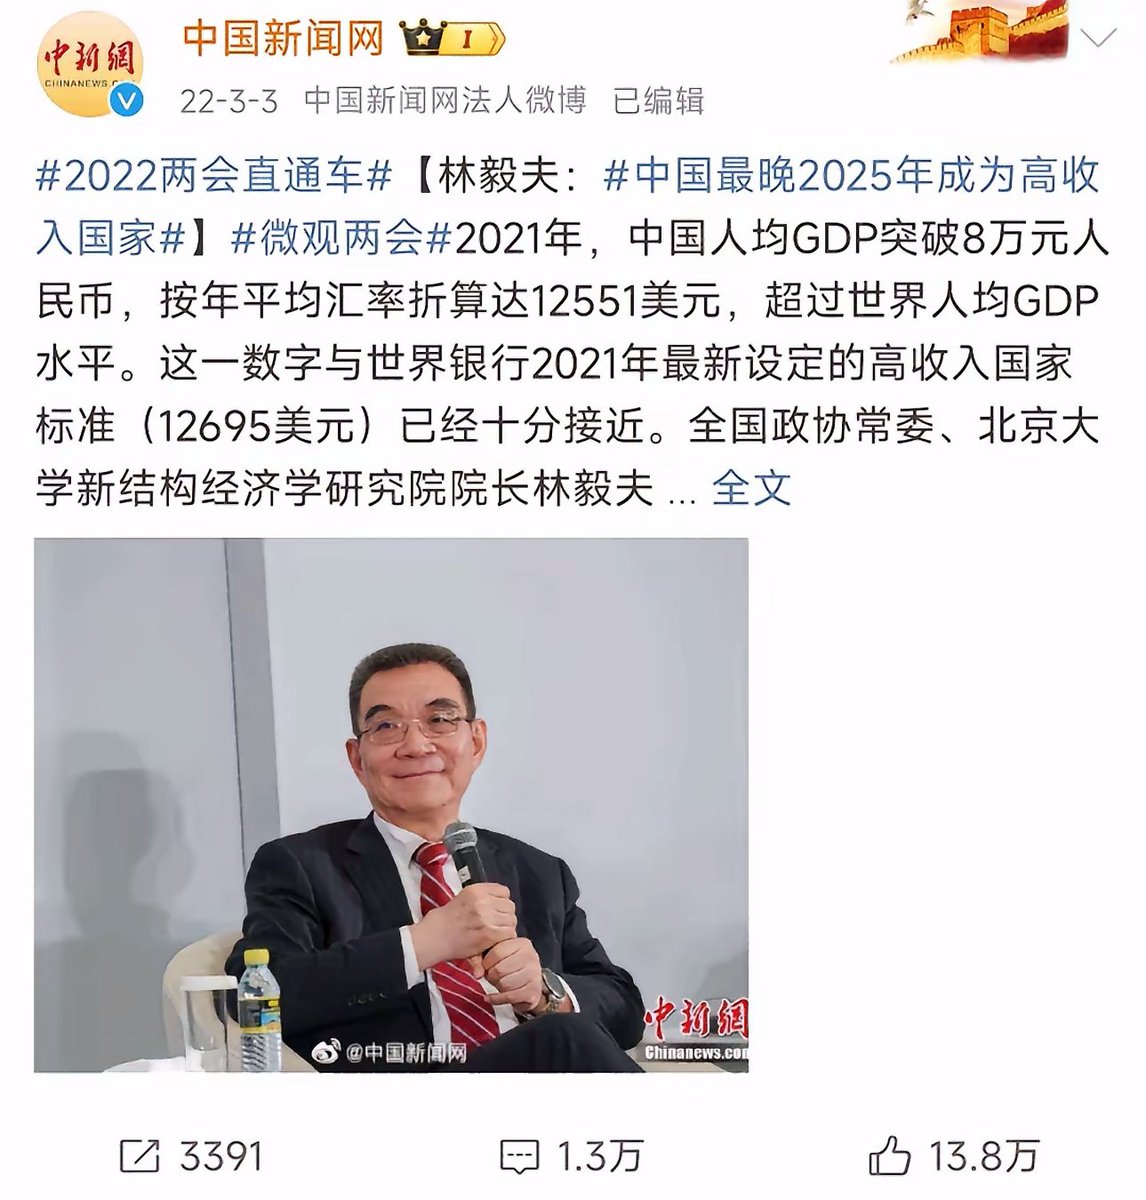 中新網
CHINANEWS.C
中国新闻网 I
22-3-3 中国新闻网法人微博 已编辑
#2022两会直通车#【林毅夫：#中国最晚2025年成为高收
入国家#】#微观两会#2021年，中国人均GDP突破8万元人
民币，按年平均汇率折算达12551美元，超过世界人均GDP
水平。这一数字与世界银行2021年最新设定的高收入国家
标准（12695美元）已经十分接近。全国政协常委、北京大
学新结构经济学研究院院长林毅夫 ... 全文
中新網
Chinanews.com
@中国新闻网
3391 1.3万 13.8万